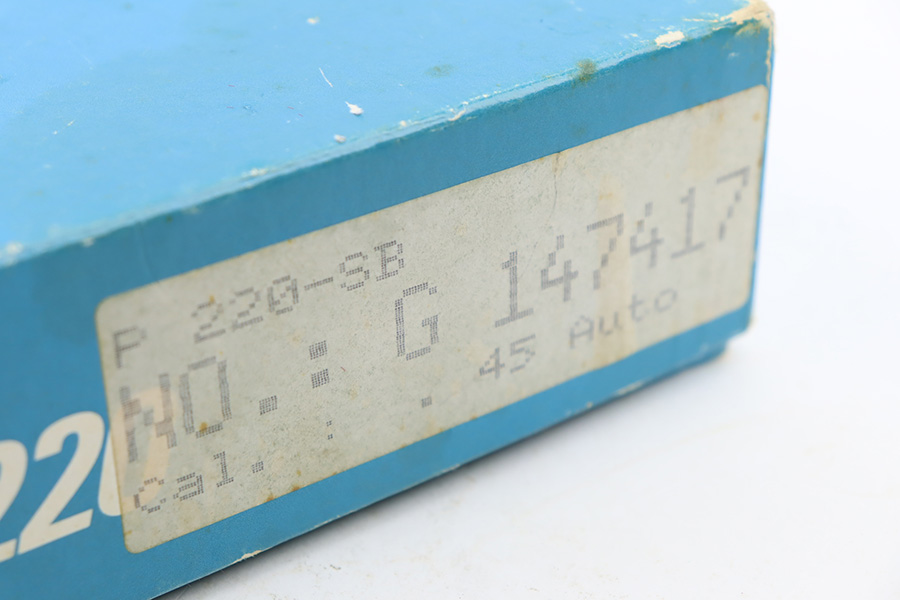 P 220-SB
NO.: G 147417
Cal. : .45 Auto
220